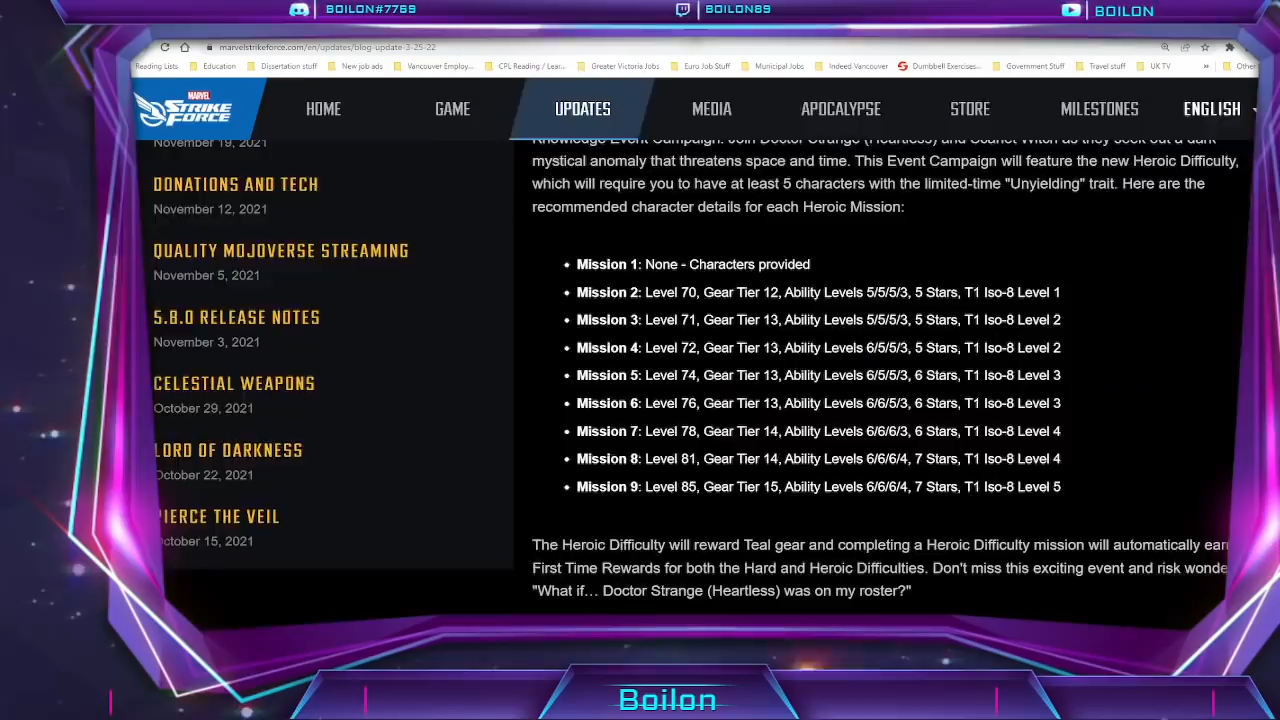 BOILON#7769
BOILON89
BOILON
marvelstrikeforce.com/en/updates/blog-update-3-25-22
Reading Lists
Education
Dissertation stuff
New job ads
Vancouver Employ...
CPL Reading / Lear...
Greater Victoria Jobs
Euro Job Stuff
Municipal Jobs
Indeed Vancouver
Dumbbell Exercises...
Government Stuff
Travel stuff
UK TV
»
Other
MARVEL
STRIKE
FORCE
HOME
GAME
UPDATES
MEDIA
APOCALYPSE
STORE
MILESTONES
ENGLISH
November 19, 2021
DONATIONS AND TECH
November 12, 2021
QUALITY MOJOVERSE STREAMING
November 5, 2021
5.8.0 RELEASE NOTES
November 3, 2021
CELESTIAL WEAPONS
October 29, 2021
LORD OF DARKNESS
October 22, 2021
PIERCE THE VEIL
October 15, 2021
Knowledge Event Campaign. Join Doctor Strange (Heartless) and Scarlet Witch as they seek out a dark
mystical anomaly that threatens space and time. This Event Campaign will feature the new Heroic Difficulty,
which will require you to have at least 5 characters with the limited-time "Unyielding" trait. Here are the
recommended character details for each Heroic Mission:
• Mission 1: None - Characters provided
• Mission 2: Level 70, Gear Tier 12, Ability Levels 5/5/5/3, 5 Stars, T1 Iso-8 Level 1
• Mission 3: Level 71, Gear Tier 13, Ability Levels 5/5/5/3, 5 Stars, T1 Iso-8 Level 2
• Mission 4: Level 72, Gear Tier 13, Ability Levels 6/5/5/3, 5 Stars, T1 Iso-8 Level 2
• Mission 5: Level 74, Gear Tier 13, Ability Levels 6/5/5/3, 6 Stars, T1 Iso-8 Level 3
• Mission 6: Level 76, Gear Tier 13, Ability Levels 6/6/5/3, 6 Stars, T1 Iso-8 Level 3
• Mission 7: Level 78, Gear Tier 14, Ability Levels 6/6/6/3, 6 Stars, T1 Iso-8 Level 4
• Mission 8: Level 81, Gear Tier 14, Ability Levels 6/6/6/4, 7 Stars, T1 Iso-8 Level 4
• Mission 9: Level 85, Gear Tier 15, Ability Levels 6/6/6/4, 7 Stars, T1 Iso-8 Level 5
The Heroic Difficulty will reward Teal gear and completing a Heroic Difficulty mission will automatically earn
First Time Rewards for both the Hard and Heroic Difficulties. Don't miss this exciting event and risk wonde
"What if… Doctor Strange (Heartless) was on my roster?"
Boilon